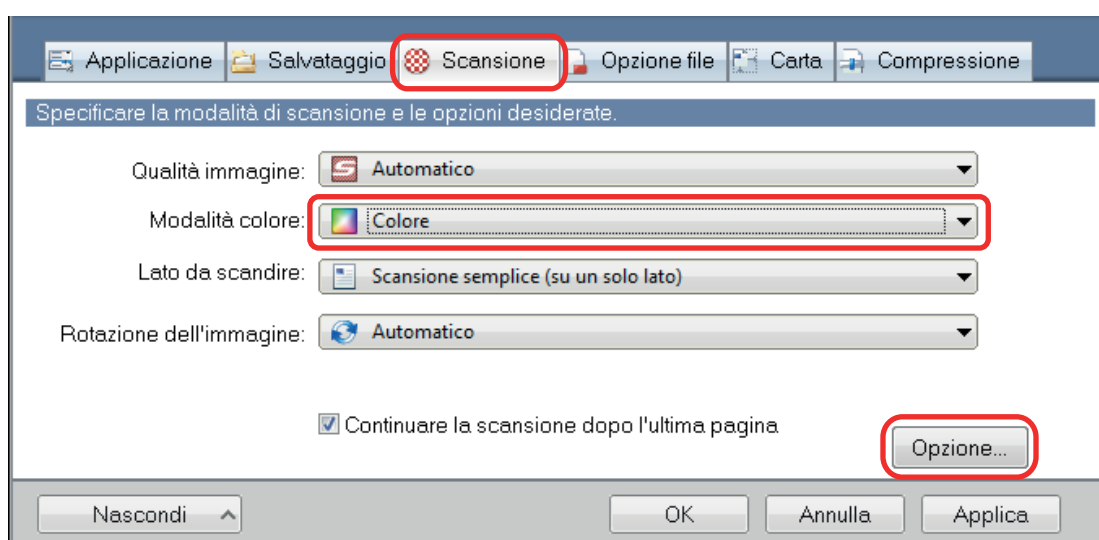 Applicazione Salvataggio Scansione Opzione file Carta Compressione
Specificare la modalità di scansione e le opzioni desiderate.
Qualità immagine: Automatico
Modalità colore: Colore
Lato da scandire: Scansione semplice (su un solo lato)
Rotazione dell'immagine: Automatico
Continuare la scansione dopo l'ultima pagina
Opzione...
Nascondi OK Annulla Applica